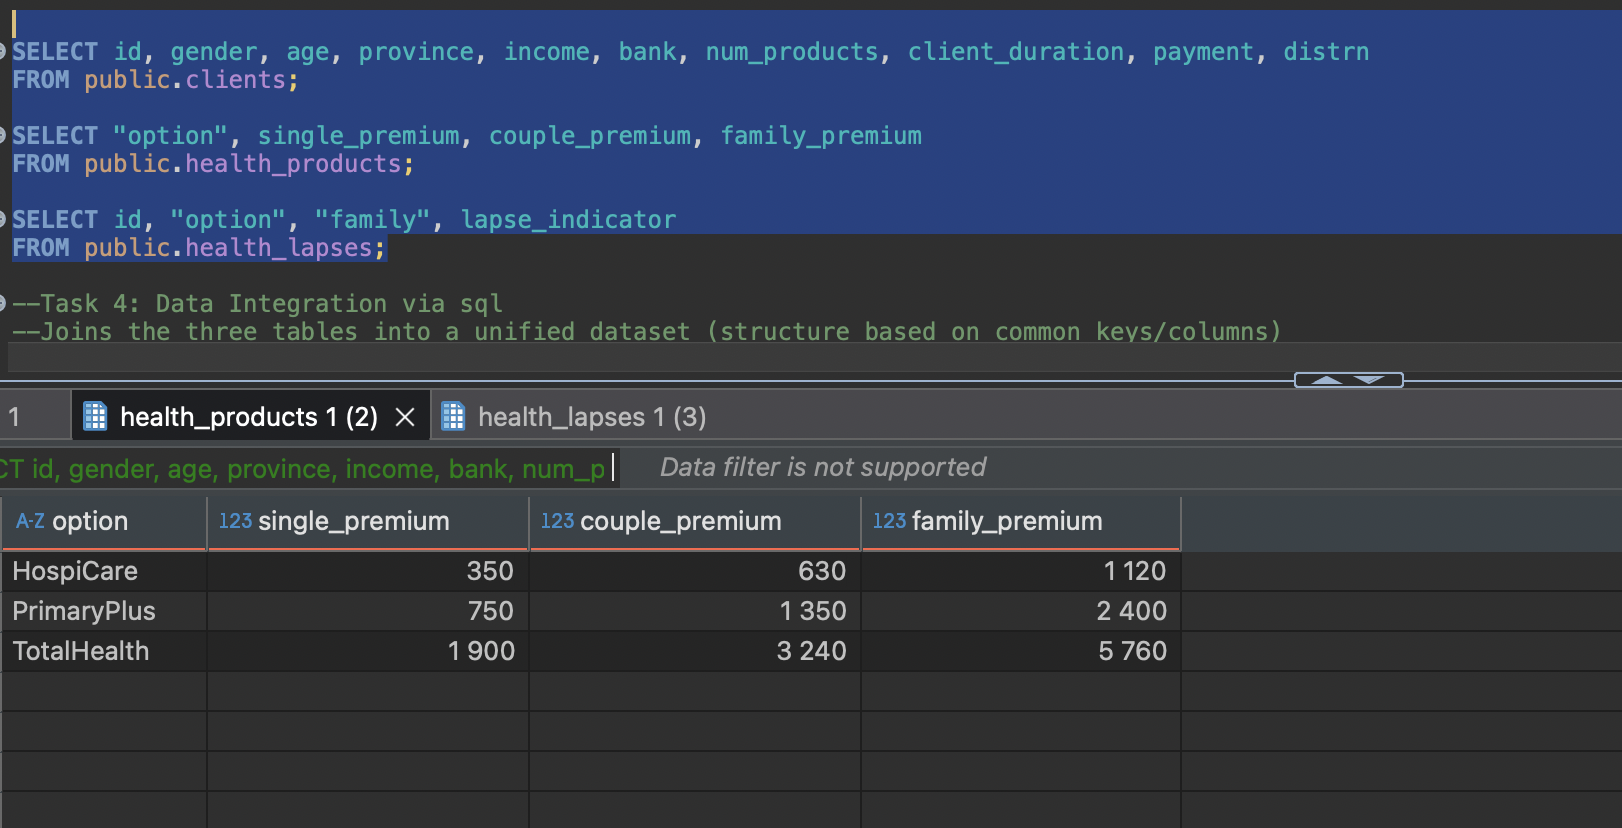 SELECT id, gender, age, province, income, bank, num_products, client_duration, payment, distrn
FROM public.clients;
SELECT "option", single_premium, couple_premium, family_premium
FROM public.health_products;
SELECT id, "option", "family", lapse_indicator
FROM public.health_lapses;
--Task 4: Data Integration via sql
--Joins the three tables into a unified dataset (structure based on common keys/columns)
1 health_products 1 (2) health_lapses 1 (3)
CT id, gender, age, province, income, bank, num_p Data filter is not supported
A-Z option 123 single_premium 123 couple_premium 123 family_premium
HospiCare 350 630 1 120
PrimaryPlus 750 1 350 2 400
TotalHealth 1 900 3 240 5 760